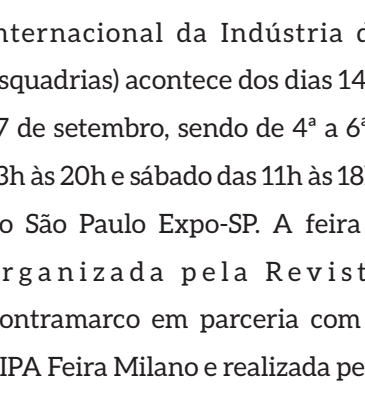 nternacional da Indústria d
squadrias) acontece dos dias 14
7 de setembro, sendo de 4ª a 6ª
3h às 20h e sábado das 11h às 18h
o São Paulo Expo-SP. A feira
rganizada pela Revist
ontramarco em parceria com
IPA Feira Milano e realizada pe